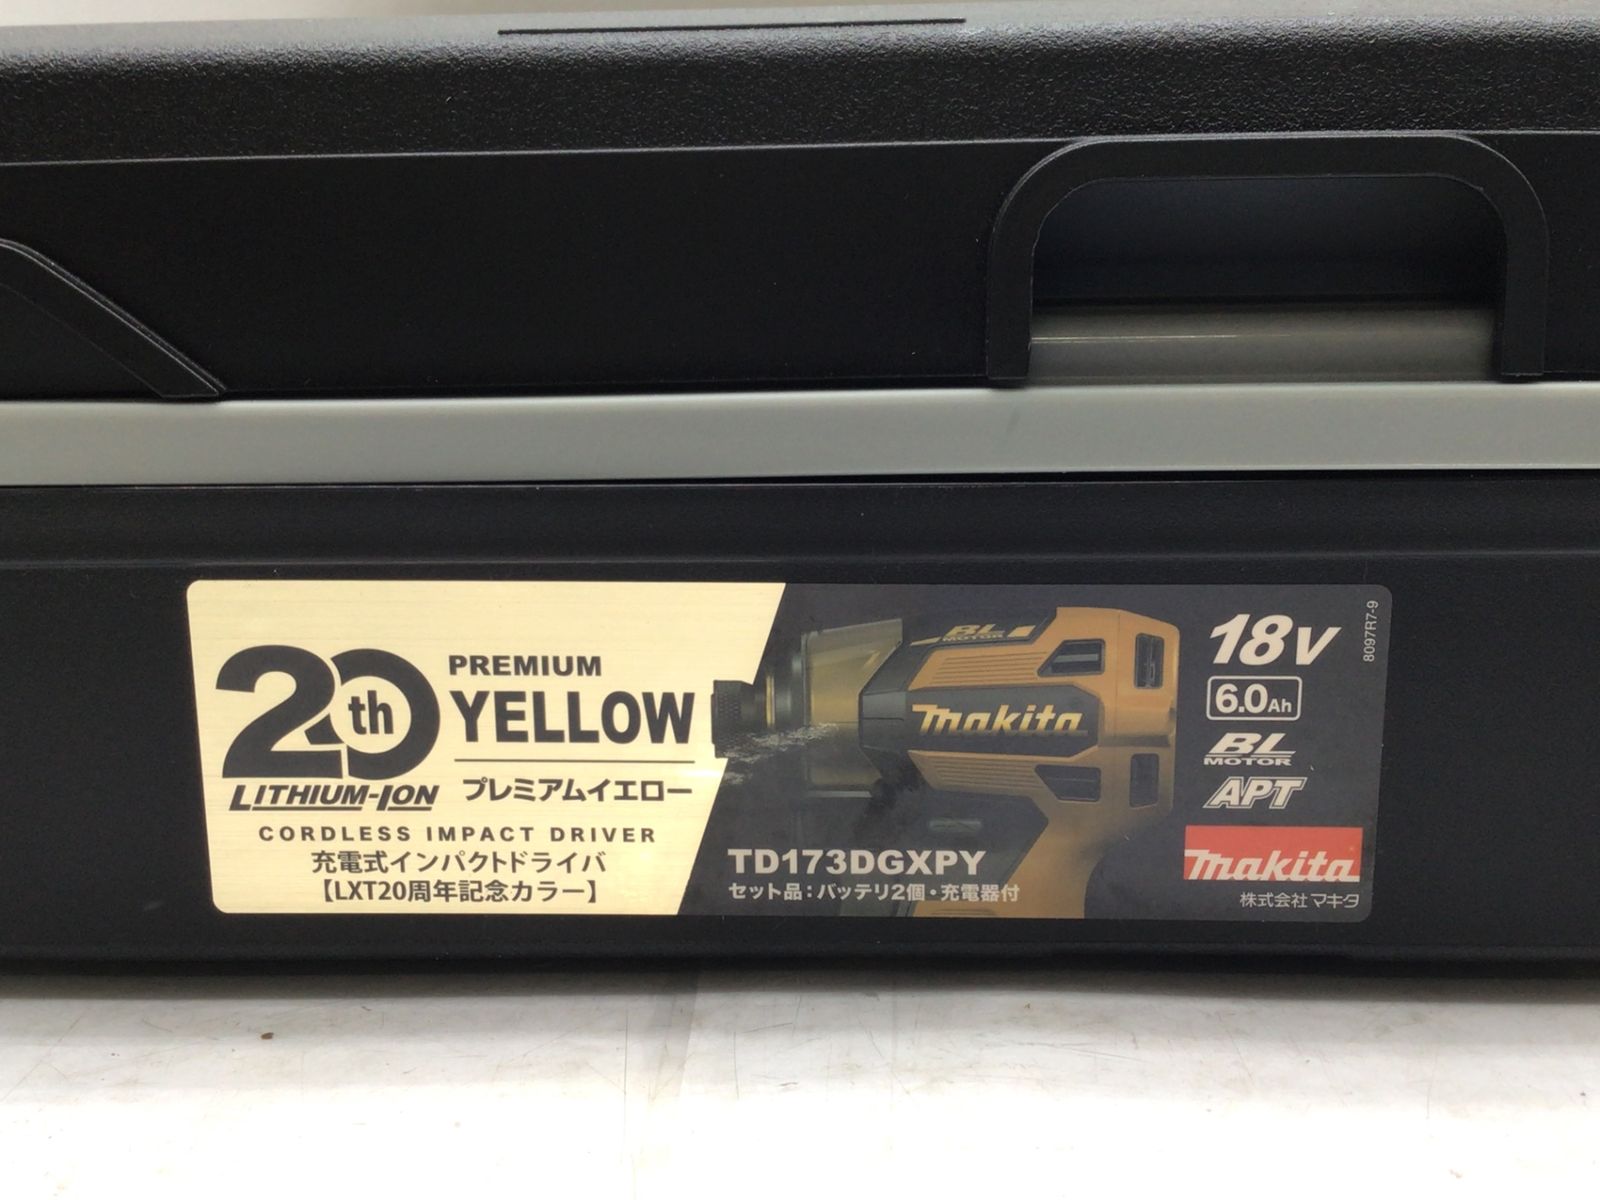 20th
LITHIUM-ION
PREMIUM
YELLOW
プレミアムイエロー
CORDLESS IMPACT DRIVER
充電式インパクトドライバ
【LXT20周年記念カラー】
BL
MOTOR
makita
TD173DGXPY
セット品：バッテリ2個・充電器付
18V
6.0Ah
BL
MOTOR
APT
makita
株式会社 マキタ
8097R7-9